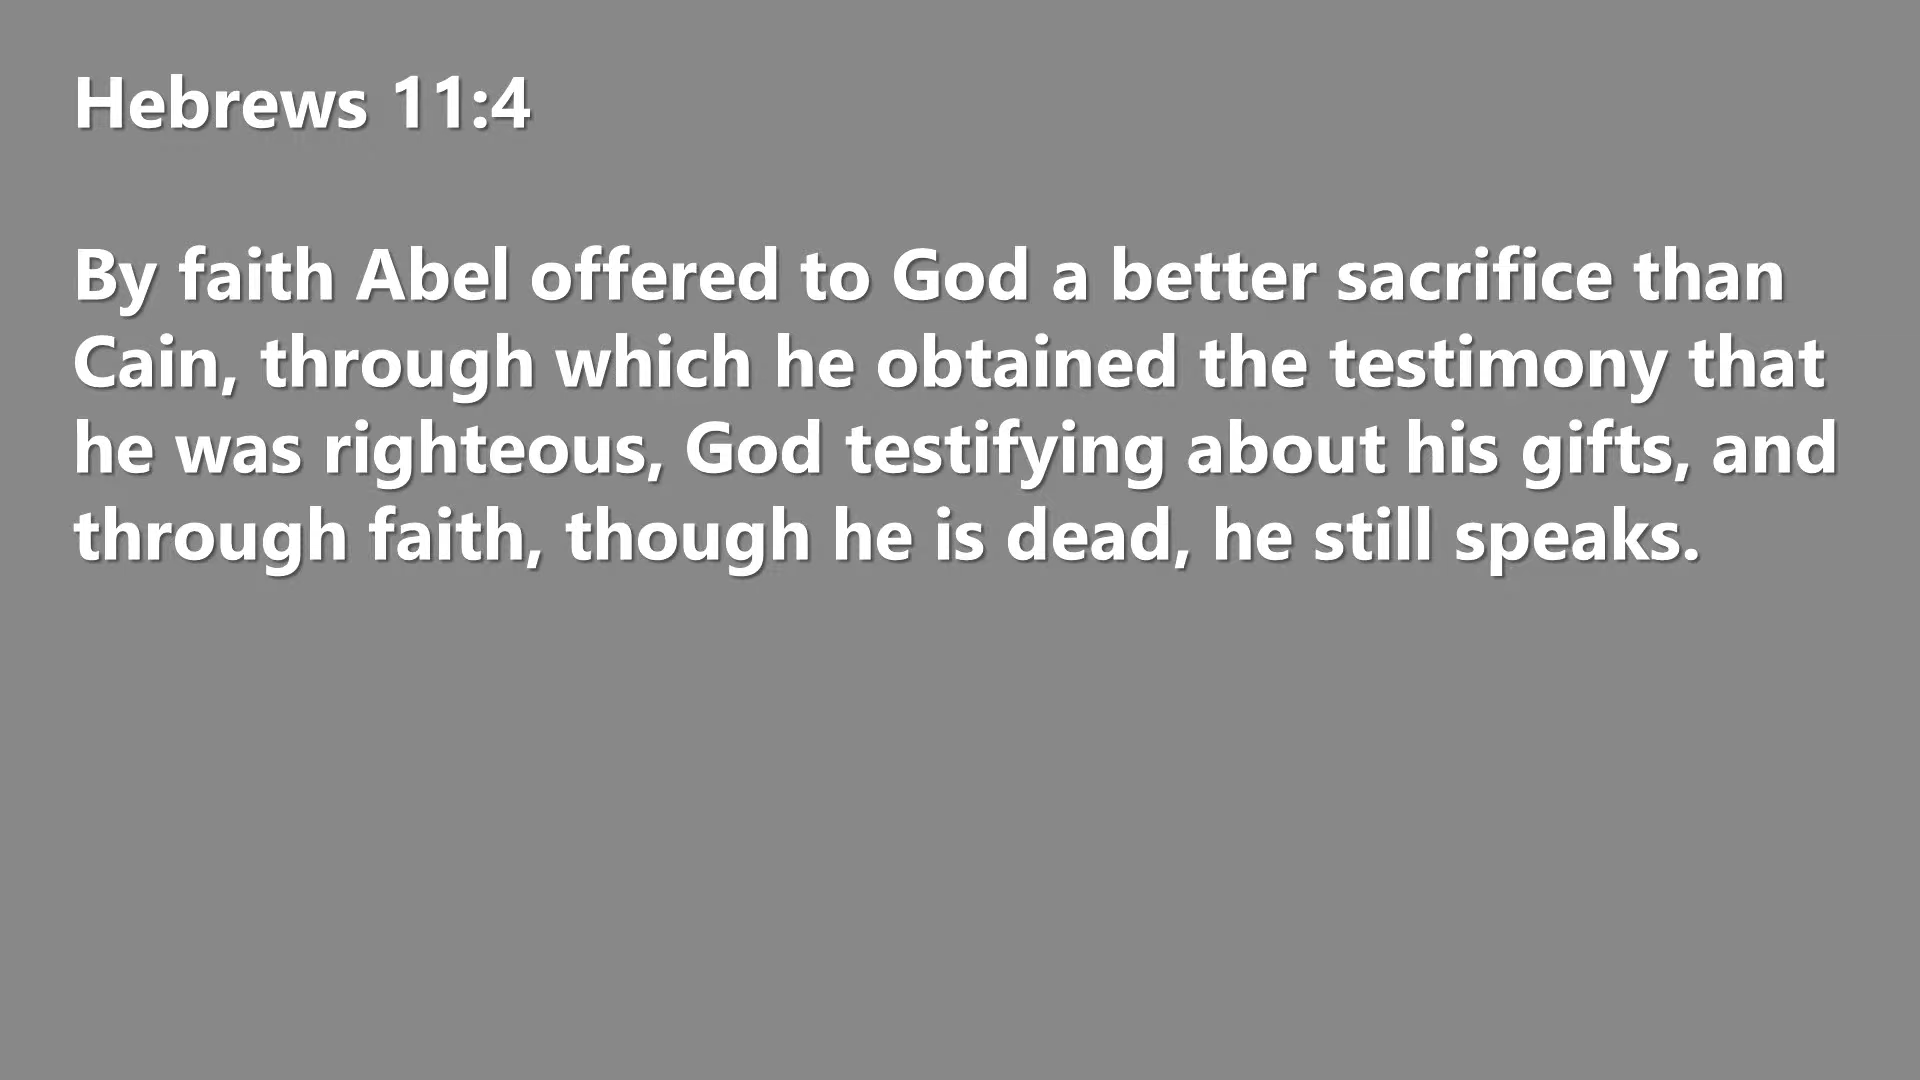 Hebrews 11:4
By faith Abel offered to God a better sacrifice than
Cain, through which he obtained the testimony that
he was righteous, God testifying about his gifts, and
through faith, though he is dead, he still speaks.